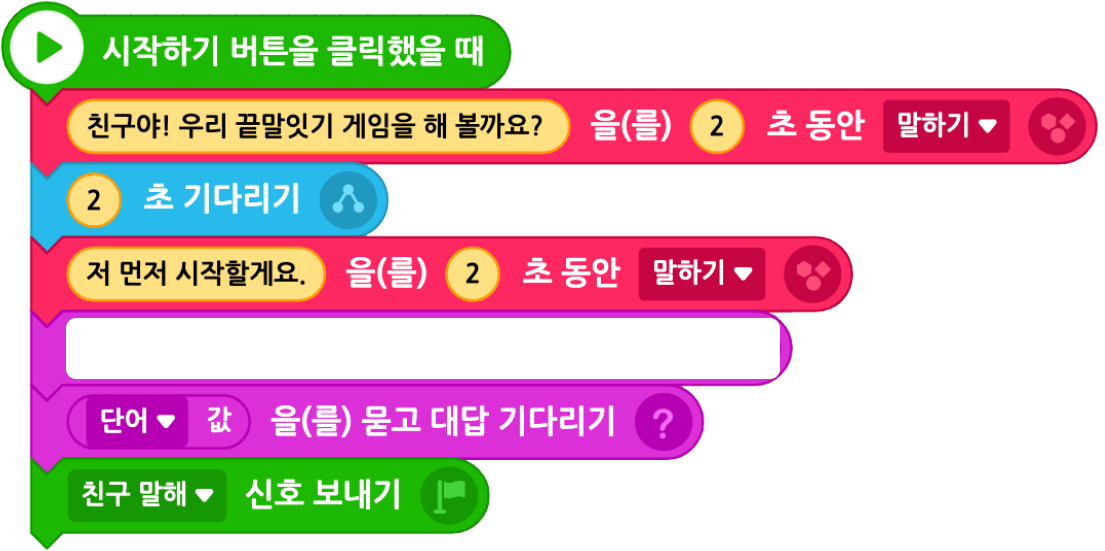 시작하기 버튼을 클릭했을 때
친구야! 우리 끝말잇기 게임을 해 볼까요? 을(를) 2 초 동안 말하기
2 초 기다리기
저 먼저 시작할게요. 을(를) 2 초 동안 말하기
단어 값 을(를) 묻고 대답 기다리기 ?
친구 말해 신호 보내기